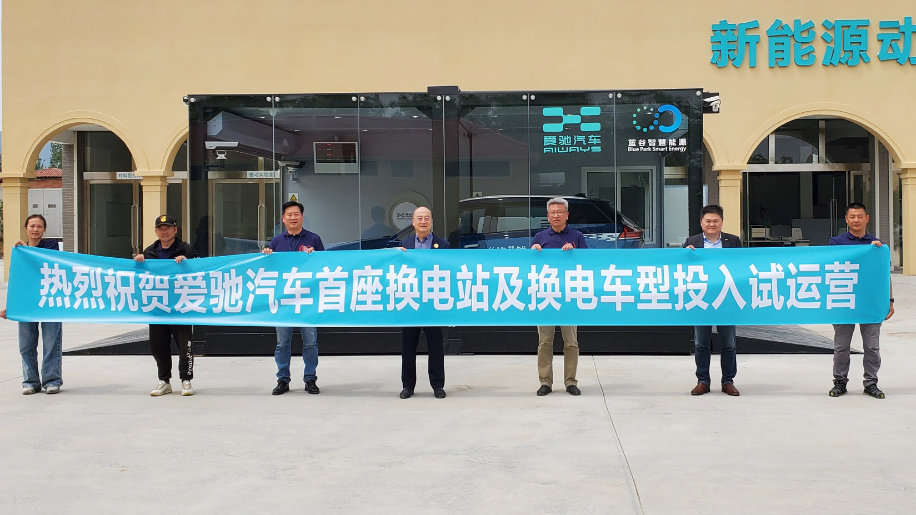 新能源动
爱驰汽车
AIWAYS
蓝谷智慧能源
Blue Park Smart Energy
热烈祝贺爱驰汽车首座换电站及换电车型投入试运营